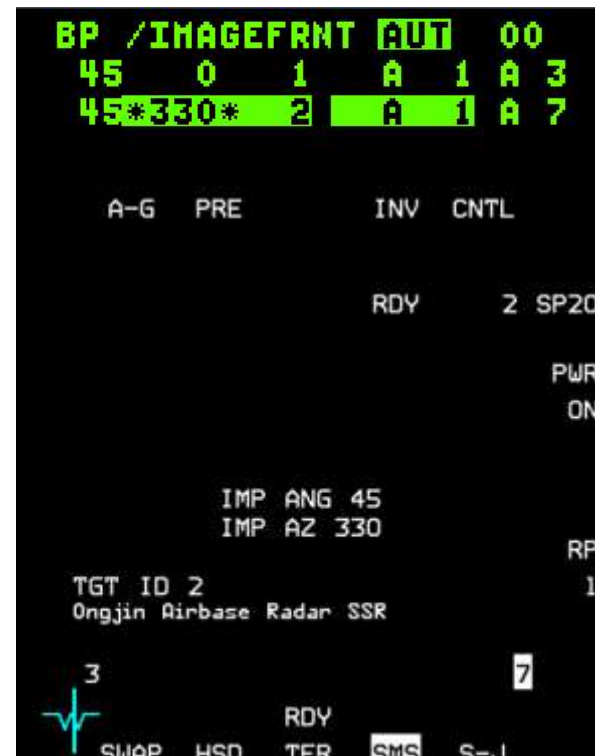 BP /IMAGEFRNT AUT 00
45 0 1 A 1 A 3
45*330* 2 A 1 A 7
A-G PRE INV CNTL
RDY 2 SP20
PWR
ON
IMP ANG 45
IMP AZ 330
RP
TGT ID 2 1
Ongjin Airbase Radar SSR
3 7
RDY
SWAP HSD TFR SMS S-J